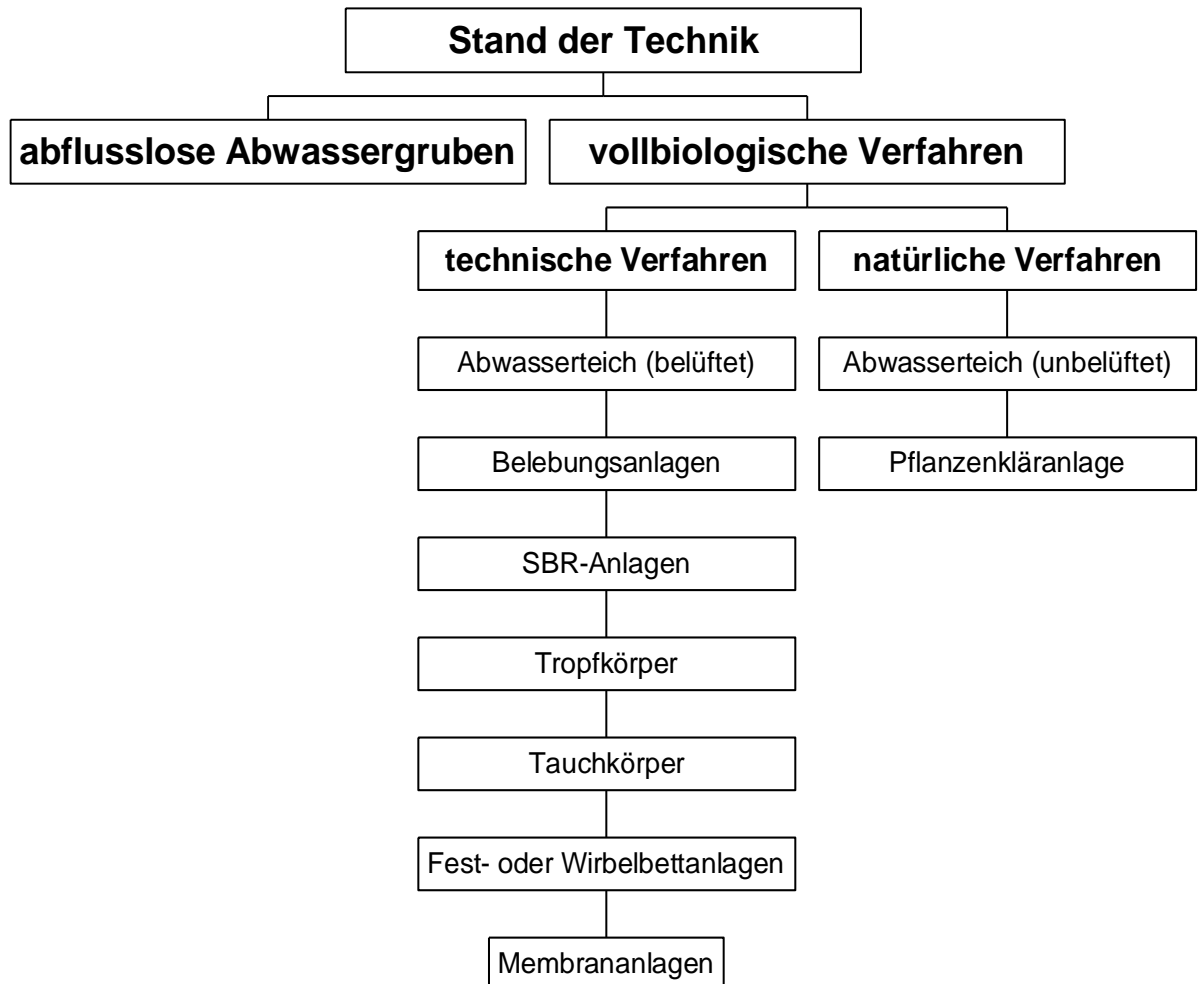 Stand der Technik
abflusslose Abwassergruben
vollbiologische Verfahren
technische Verfahren
natürliche Verfahren
Abwasserteich (belüftet)
Abwasserteich (unbelüftet)
Belebungsanlagen
Pflanzenkläranlage
SBR-Anlagen
Tropfkörper
Tauchkörper
Fest- oder Wirbelbettanlagen
Membrananlagen